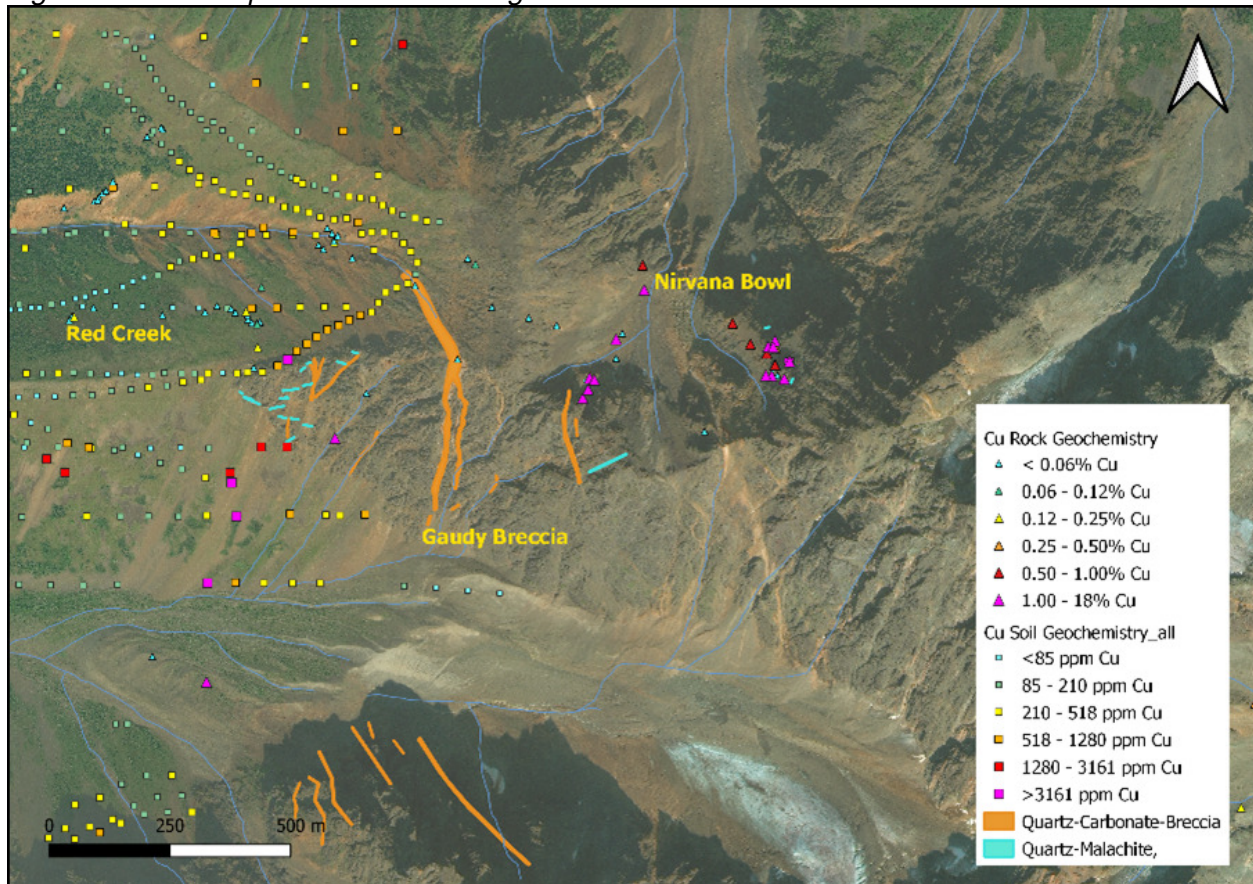 Nirvana Bowl
Red Creek
Gaudy Breccia
Cu Rock Geochemistry
< 0.06% Cu
0.06 - 0.12% Cu
0.12 - 0.25% Cu
0.25 - 0.50% Cu
0.50 - 1.00% Cu
1.00 - 18% Cu
Cu Soil Geochemistry_all
<85 ppm Cu
85 - 210 ppm Cu
210 - 518 ppm Cu
518 - 1280 ppm Cu
1280 - 3161 ppm Cu
>3161 ppm Cu
Quartz-Carbonate-Breccia
Quartz-Malachite,
0 250 500 m